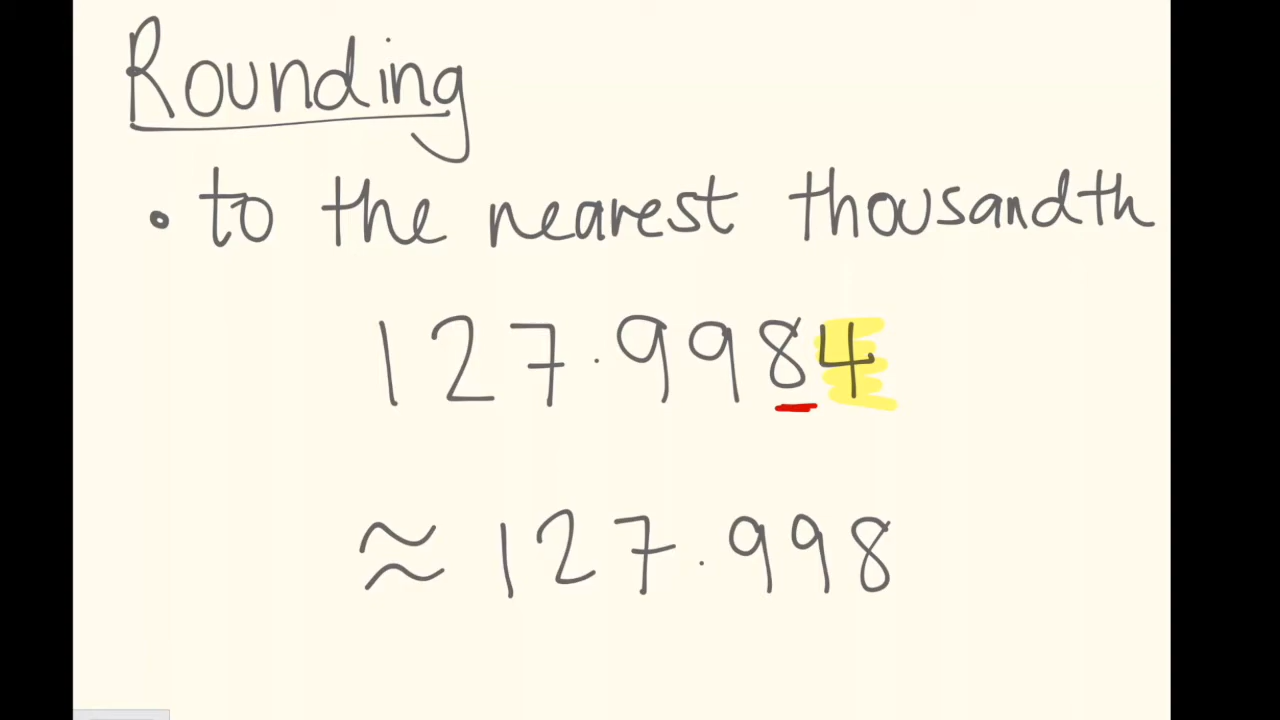 Rounding
• to the nearest thousandth
127.9984
≈ 127.998